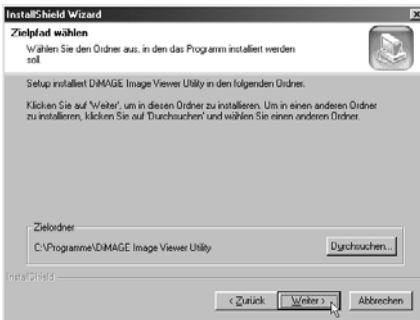 InstallShield Wizard
Zielpfad wählen
Wählen Sie den Ordner aus, in den das Programm installiert werden
soll.
Setup installiert DiMAGE Image Viewer Utility in den folgenden Ordner.
Klicken Sie auf 'Weiter', um in diesen Ordner zu installieren. Um in einen anderen Ordner
zu installieren, klicken Sie auf 'Durchsuchen' und wählen Sie einen anderen Ordner.
Zielordner
C:\Programme\DiMAGE Image Viewer Utility
Durchsuchen...
InstallShield
< Zurück
Weiter >
Abbrechen